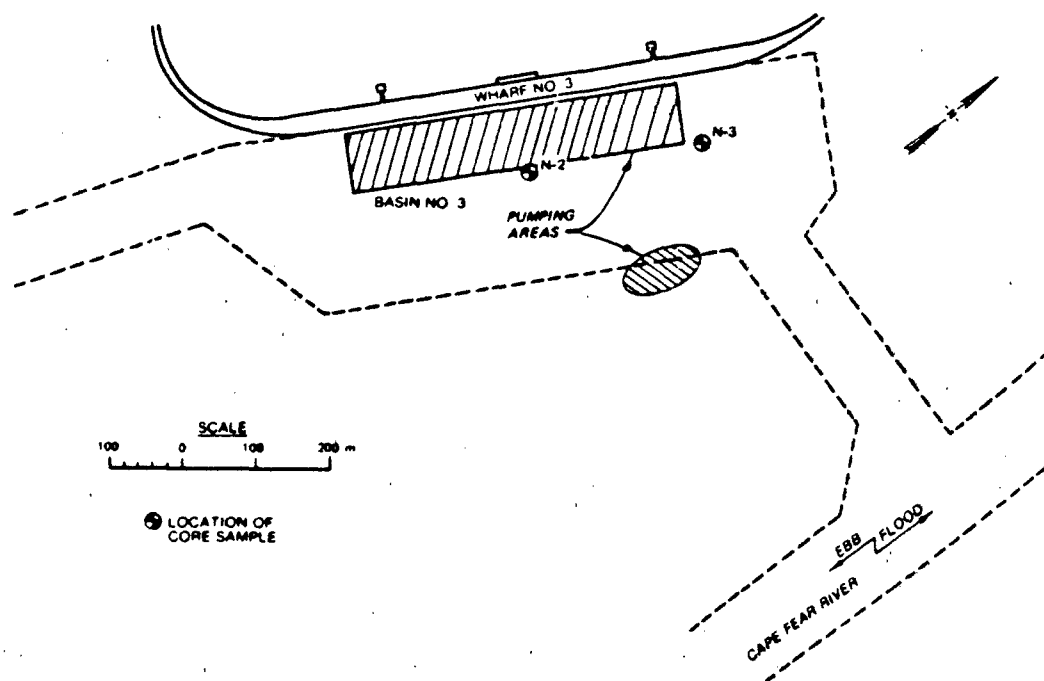 WHARF NO 3
N-3
N-2
BASIN NO 3
PUMPING
AREAS
SCALE
100 0 100 200 m
LOCATION OF
CORE SAMPLE
EBB FLOOD
CAPE FEAR RIVER